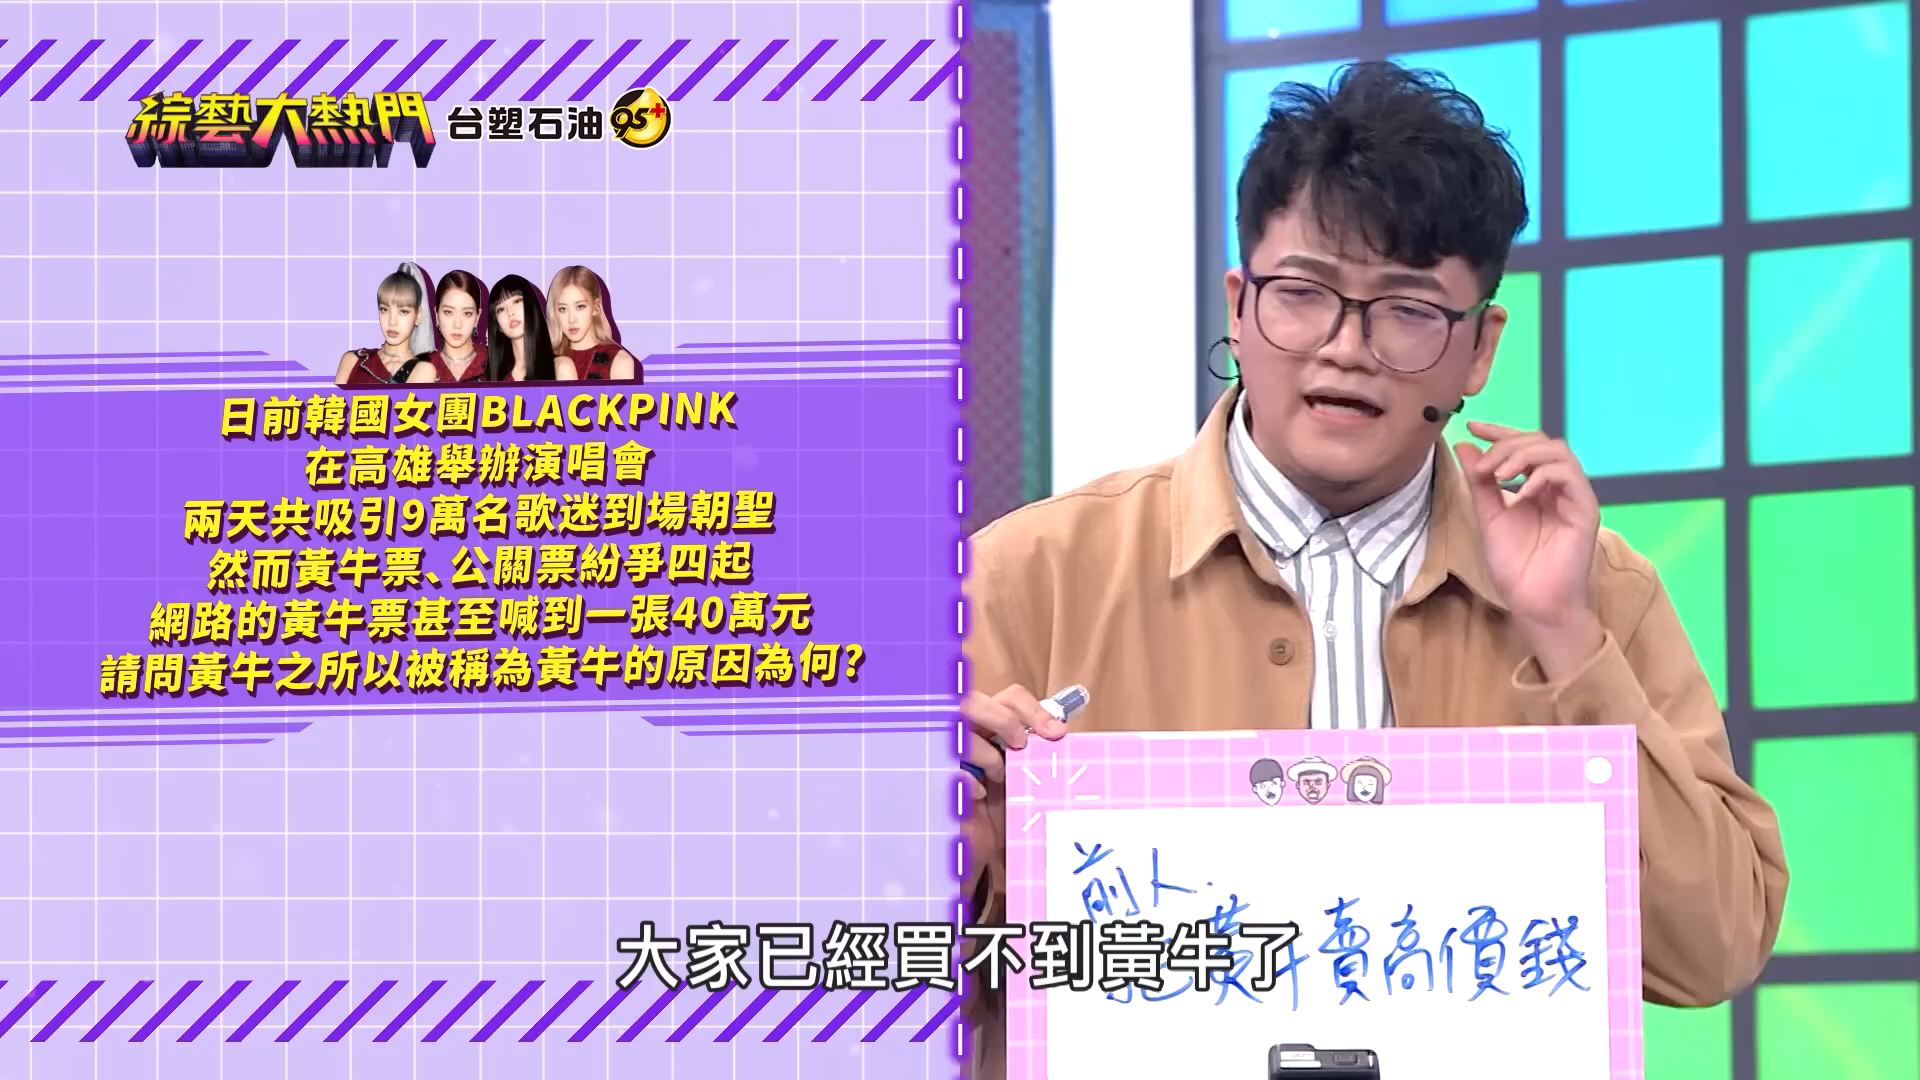 綜藝大熱門
台塑石油 95+
日前韓國女團BLACKPINK
在高雄舉辦演唱會
兩天共吸引9萬名歌迷到場朝聖
然而黃牛票、公關票紛爭四起
網路的黃牛票甚至喊到一張40萬元
請問黃牛之所以被稱為黃牛的原因為何?
前人
黃牛賣高價錢
大家已經買不到黃牛了